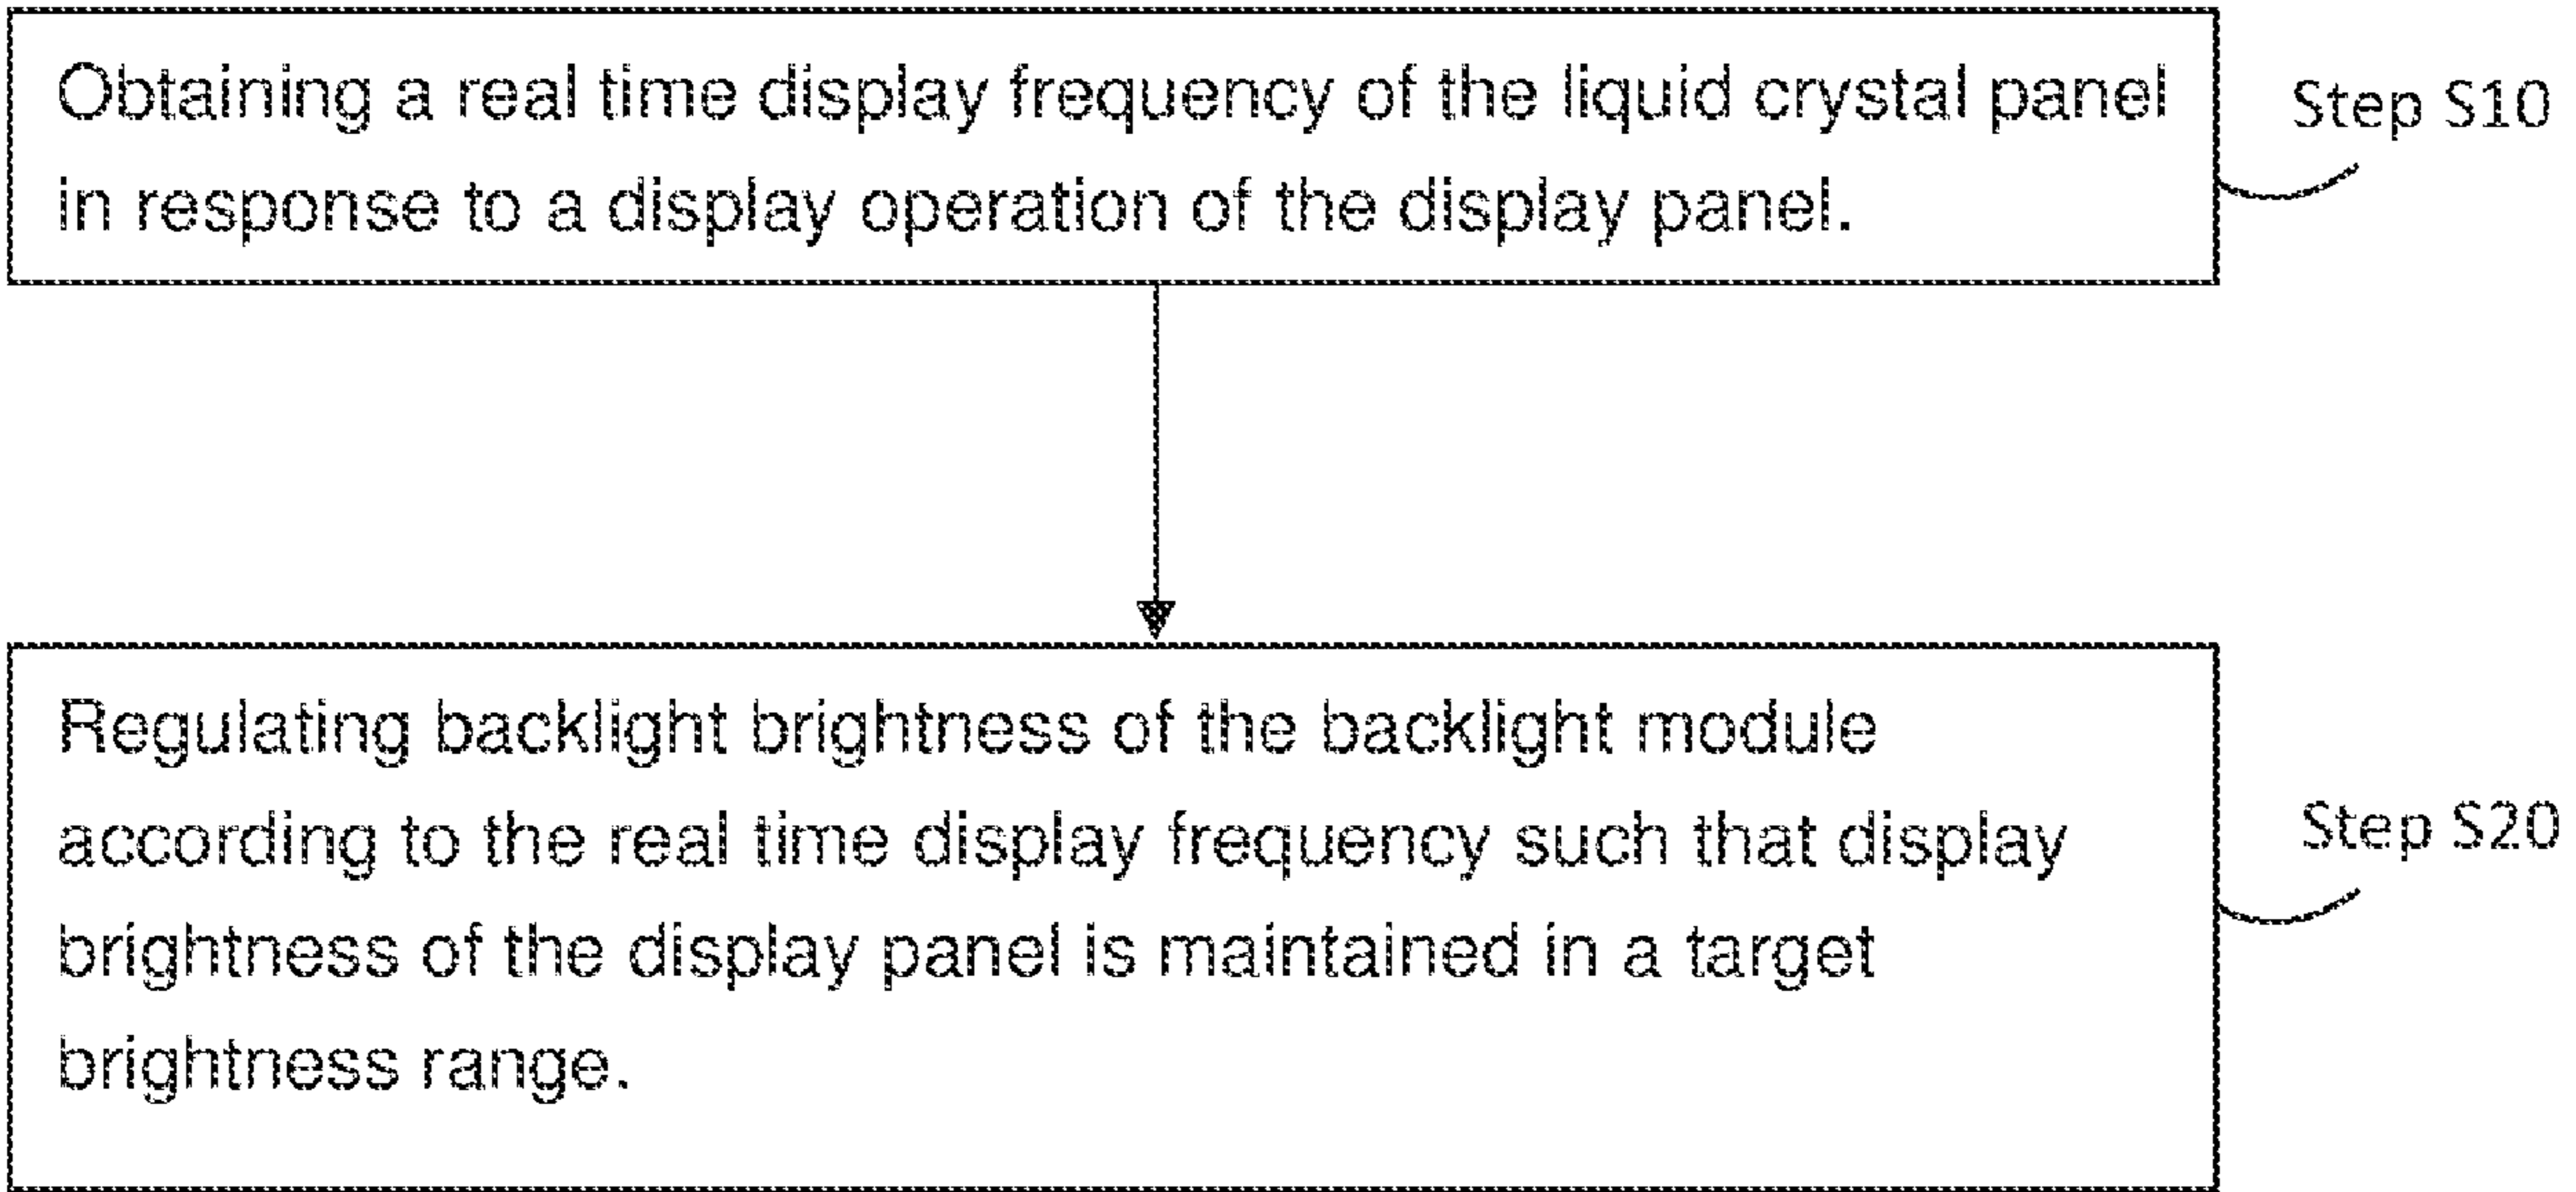 Obtaining a real time display frequency of the liquid crystal panel
in response to a display operation of the display panel.
Step S10
Regulating backlight brightness of the backlight module
according to the real time display frequency such that display
brightness of the display panel is maintained in a target
brightness range.
Step S20